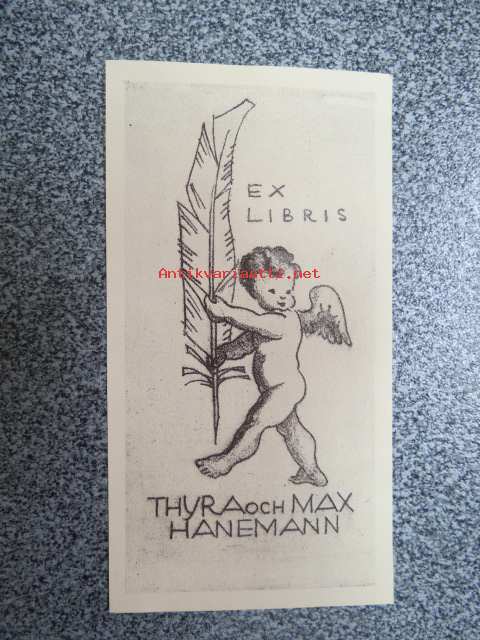 EX
LIBRIS
Antikvariaatti.net
THYRA OCH MAX
HANEMANN